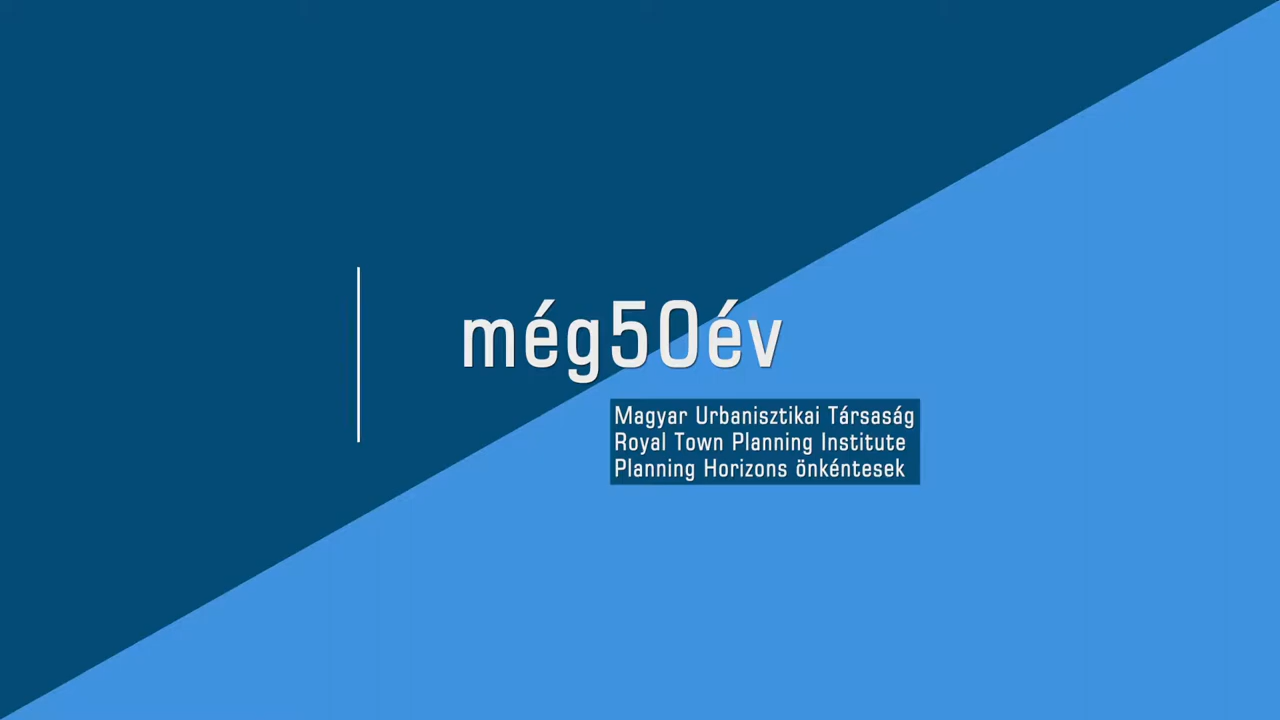 még50év
Magyar Urbanisztikai Társaság
Royal Town Planning Institute
Planning Horizons önkéntesek